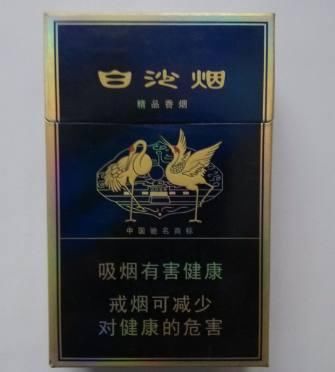 白沙烟
精品香烟
中国驰名商标
吸烟有害健康
戒烟可减少
对健康的危害